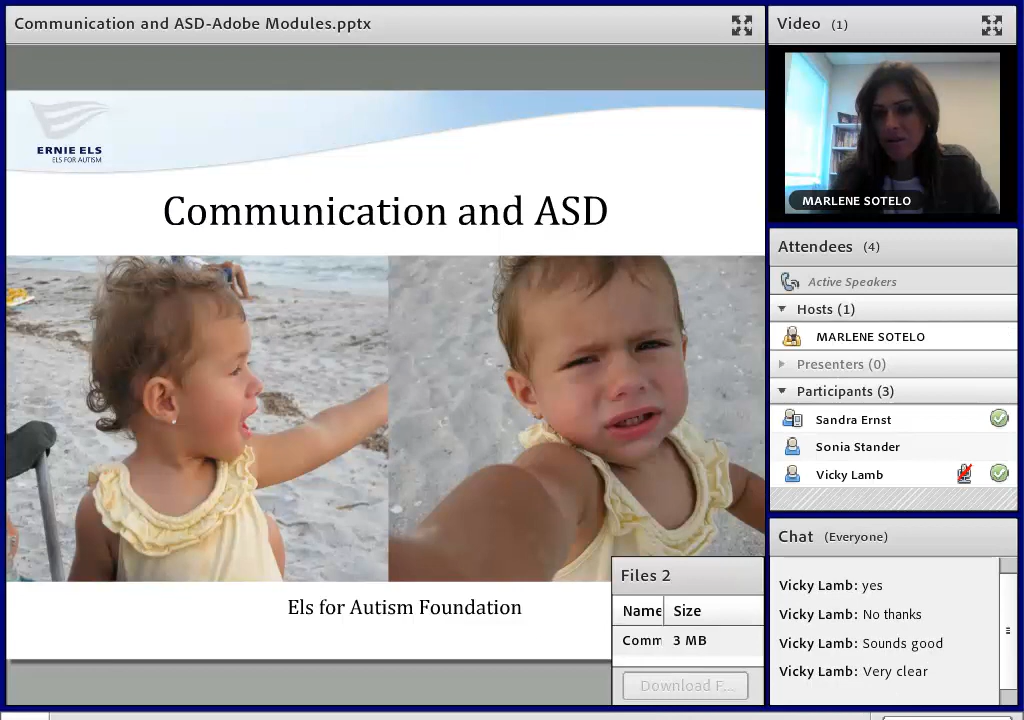 Communication and ASD-Adobe Modules.pptx
ERNIE ELS
ELS FOR AUTISM
Communication and ASD
Els for Autism Foundation
Files 2
Name Size
Comm 3 MB
Download F...
Video (1)
MARLENE SOTELO
Attendees (4)
Active Speakers
Hosts (1)
MARLENE SOTELO
Presenters (0)
Participants (3)
Sandra Ernst
Sonia Stander
Vicky Lamb
Chat (Everyone)
Vicky Lamb: yes
Vicky Lamb: No thanks
Vicky Lamb: Sounds good
Vicky Lamb: Very clear